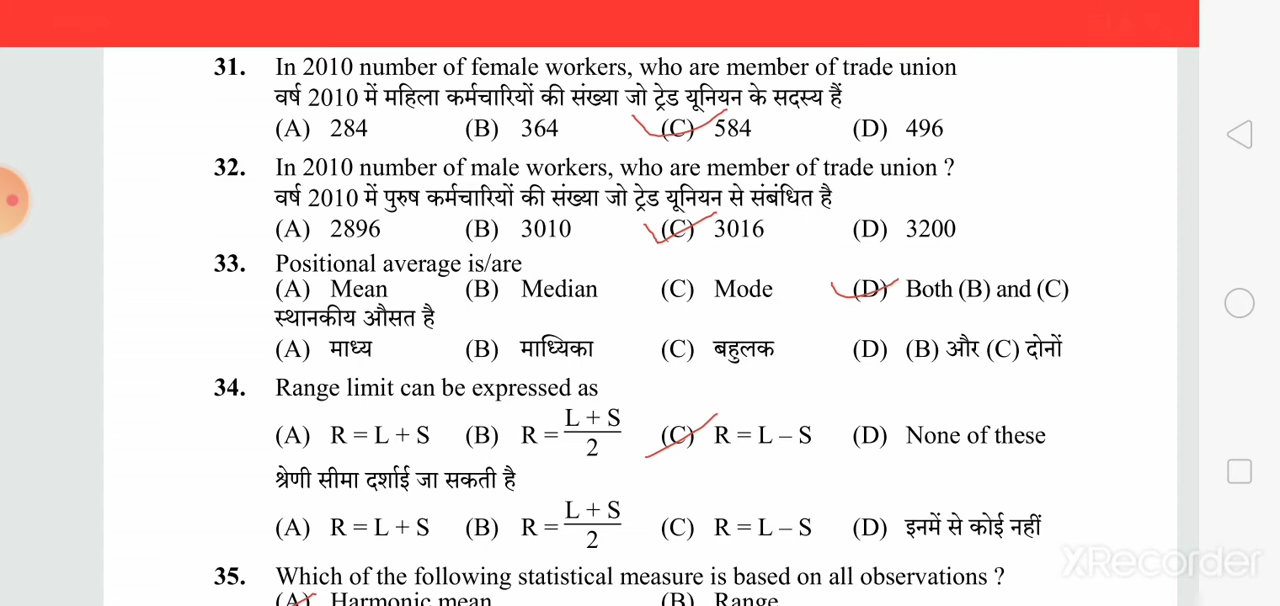 31. In 2010 number of female workers, who are member of trade union
वर्ष 2010 में महिला कर्मचारियों की संख्या जो ट्रेड यूनियन के सदस्य हैं
(A) 284 (B) 364 (C) 584 (D) 496
32. In 2010 number of male workers, who are member of trade union ?
वर्ष 2010 में पुरुष कर्मचारियों की संख्या जो ट्रेड यूनियन से संबंधित है
(A) 2896 (B) 3010 (C) 3016 (D) 3200
33. Positional average is/are
(A) Mean (B) Median (C) Mode (D) Both (B) and (C)
स्थानकीय औसत है
(A) माध्य (B) माध्यिका (C) बहुलक (D) (B) और (C) दोनों
34. Range limit can be expressed as
(A) R = L + S (B) R = L + S / 2 (C) R = L – S (D) None of these
श्रेणी सीमा दर्शाई जा सकती है
(A) R = L + S (B) R = L + S / 2 (C) R = L – S (D) इनमें से कोई नहीं
35. Which of the following statistical measure is based on all observations ?
(A) Harmonic mean (B) Range
XRecorder